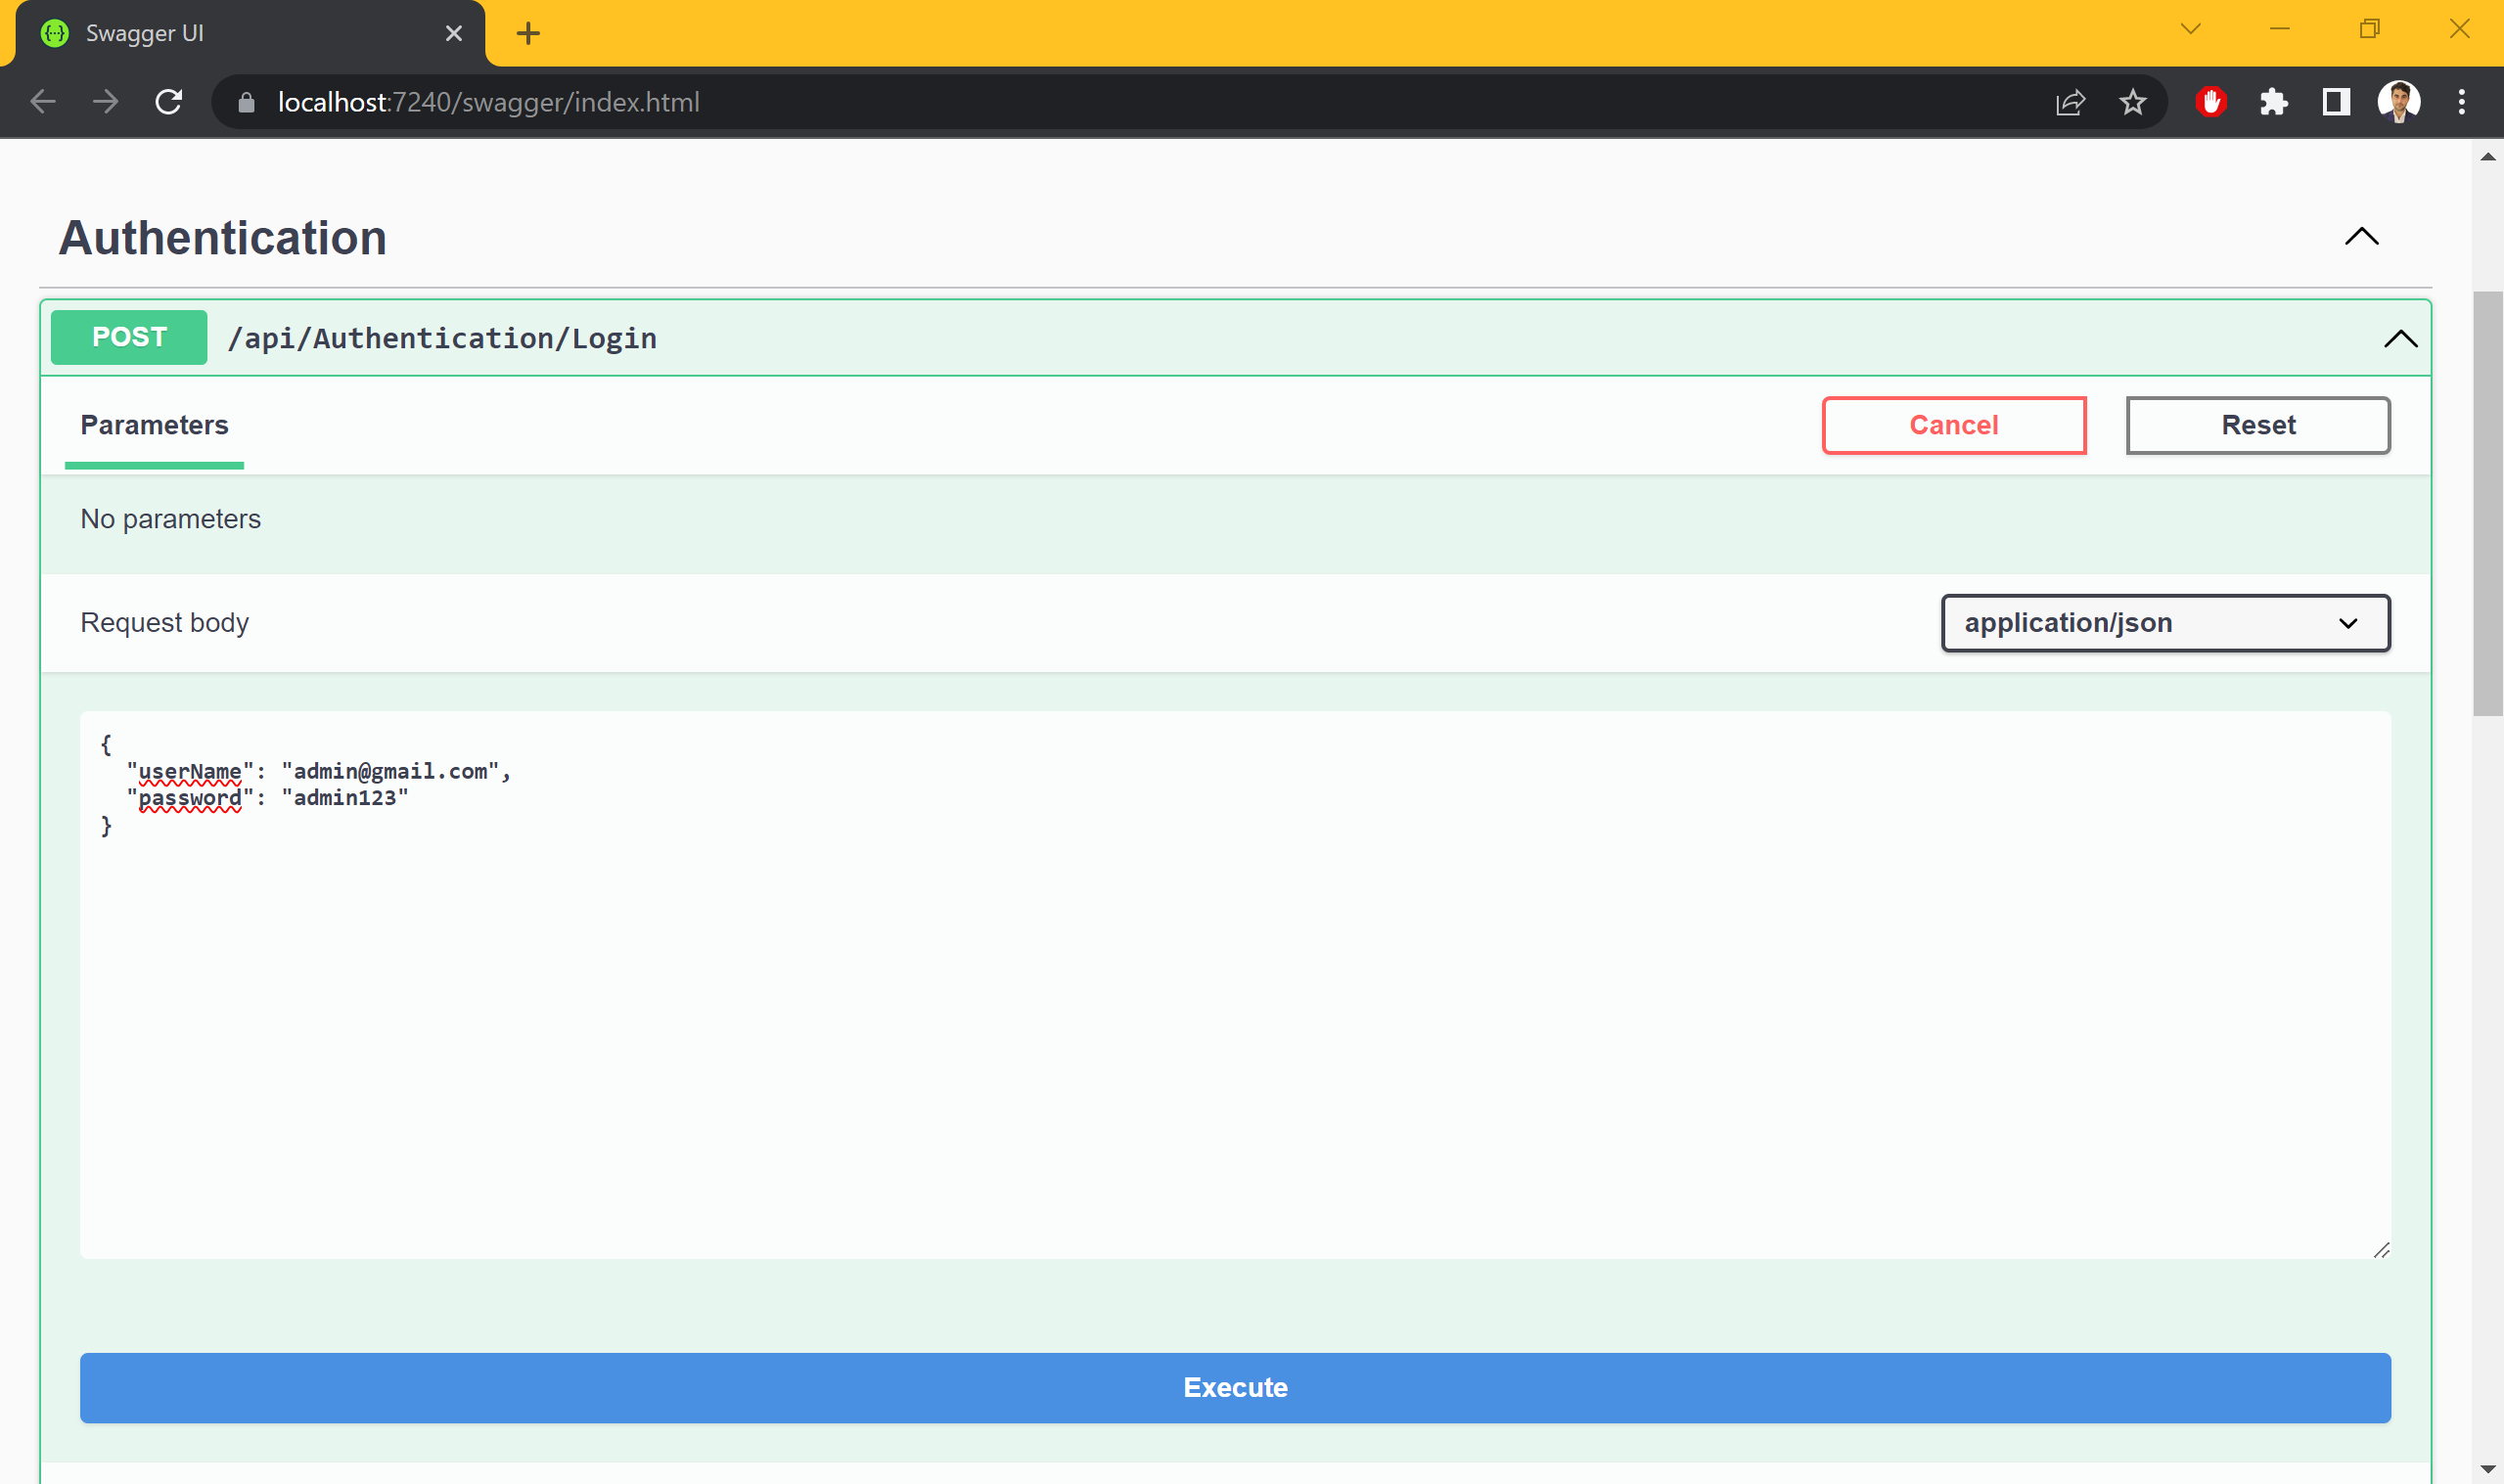 Swagger UI
localhost:7240/swagger/index.html
Authentication
POST /api/Authentication/Login
Parameters
Cancel
Reset
No parameters
Request body
application/json
{
  "userName": "admin@gmail.com",
  "password": "admin123"
}
Execute